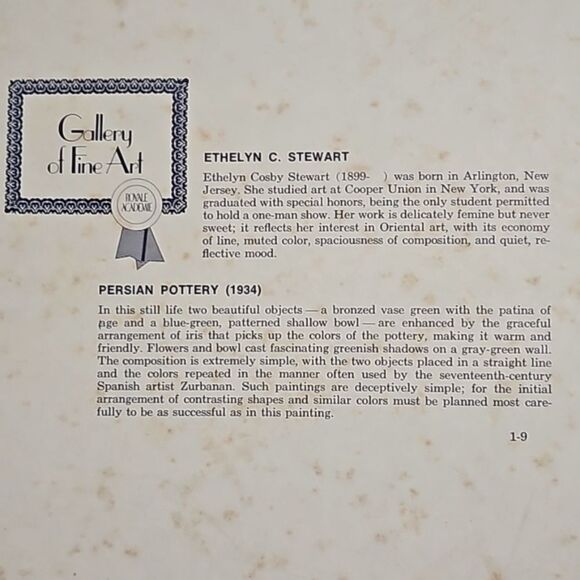 Gallery
of Fine Art
ROYALE
ACADEMIE
ETHELYN C. STEWART
Ethelyn Cosby Stewart (1899-  ) was born in Arlington, New
Jersey. She studied art at Cooper Union in New York, and was
graduated with special honors, being the only student permitted
to hold a one-man show. Her work is delicately femine but never
sweet; it reflects her interest in Oriental art, with its economy
of line, muted color, spaciousness of composition, and quiet, re-
flective mood.
PERSIAN POTTERY (1934)
In this still life two beautiful objects — a bronzed vase green with the patina of
age and a blue-green, patterned shallow bowl — are enhanced by the graceful
arrangement of iris that picks up the colors of the pottery, making it warm and
friendly. Flowers and bowl cast fascinating greenish shadows on a gray-green wall.
The composition is extremely simple, with the two objects placed in a straight line
and the colors repeated in the manner often used by the seventeenth-century
Spanish artist Zurbanan. Such paintings are deceptively simple; for the initial
arrangement of contrasting shapes and similar colors must be planned most care-
fully to be as successful as in this painting.
1-9